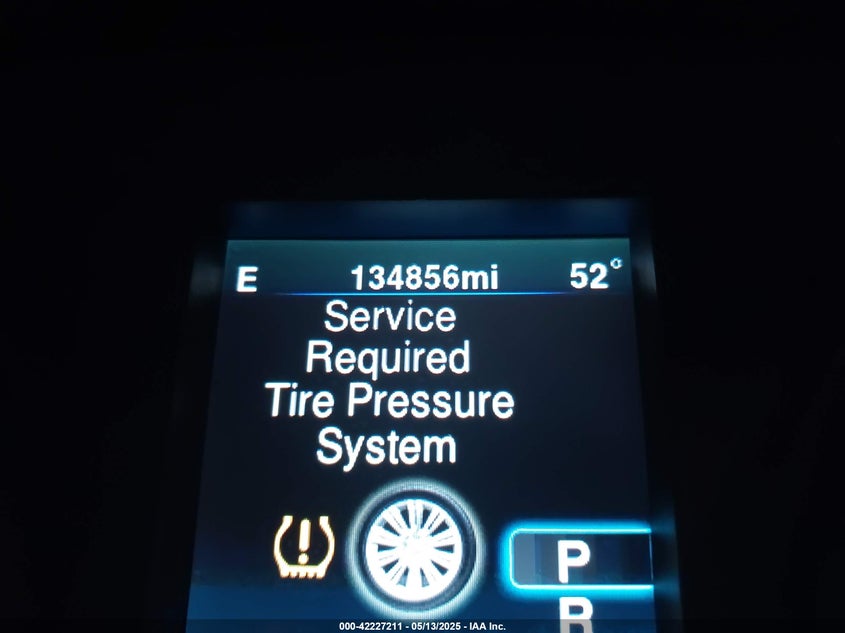 E 134856mi 52°
Service
Required
Tire Pressure
System
P
R
000-42227211 - 05/13/2025 - IAA Inc.